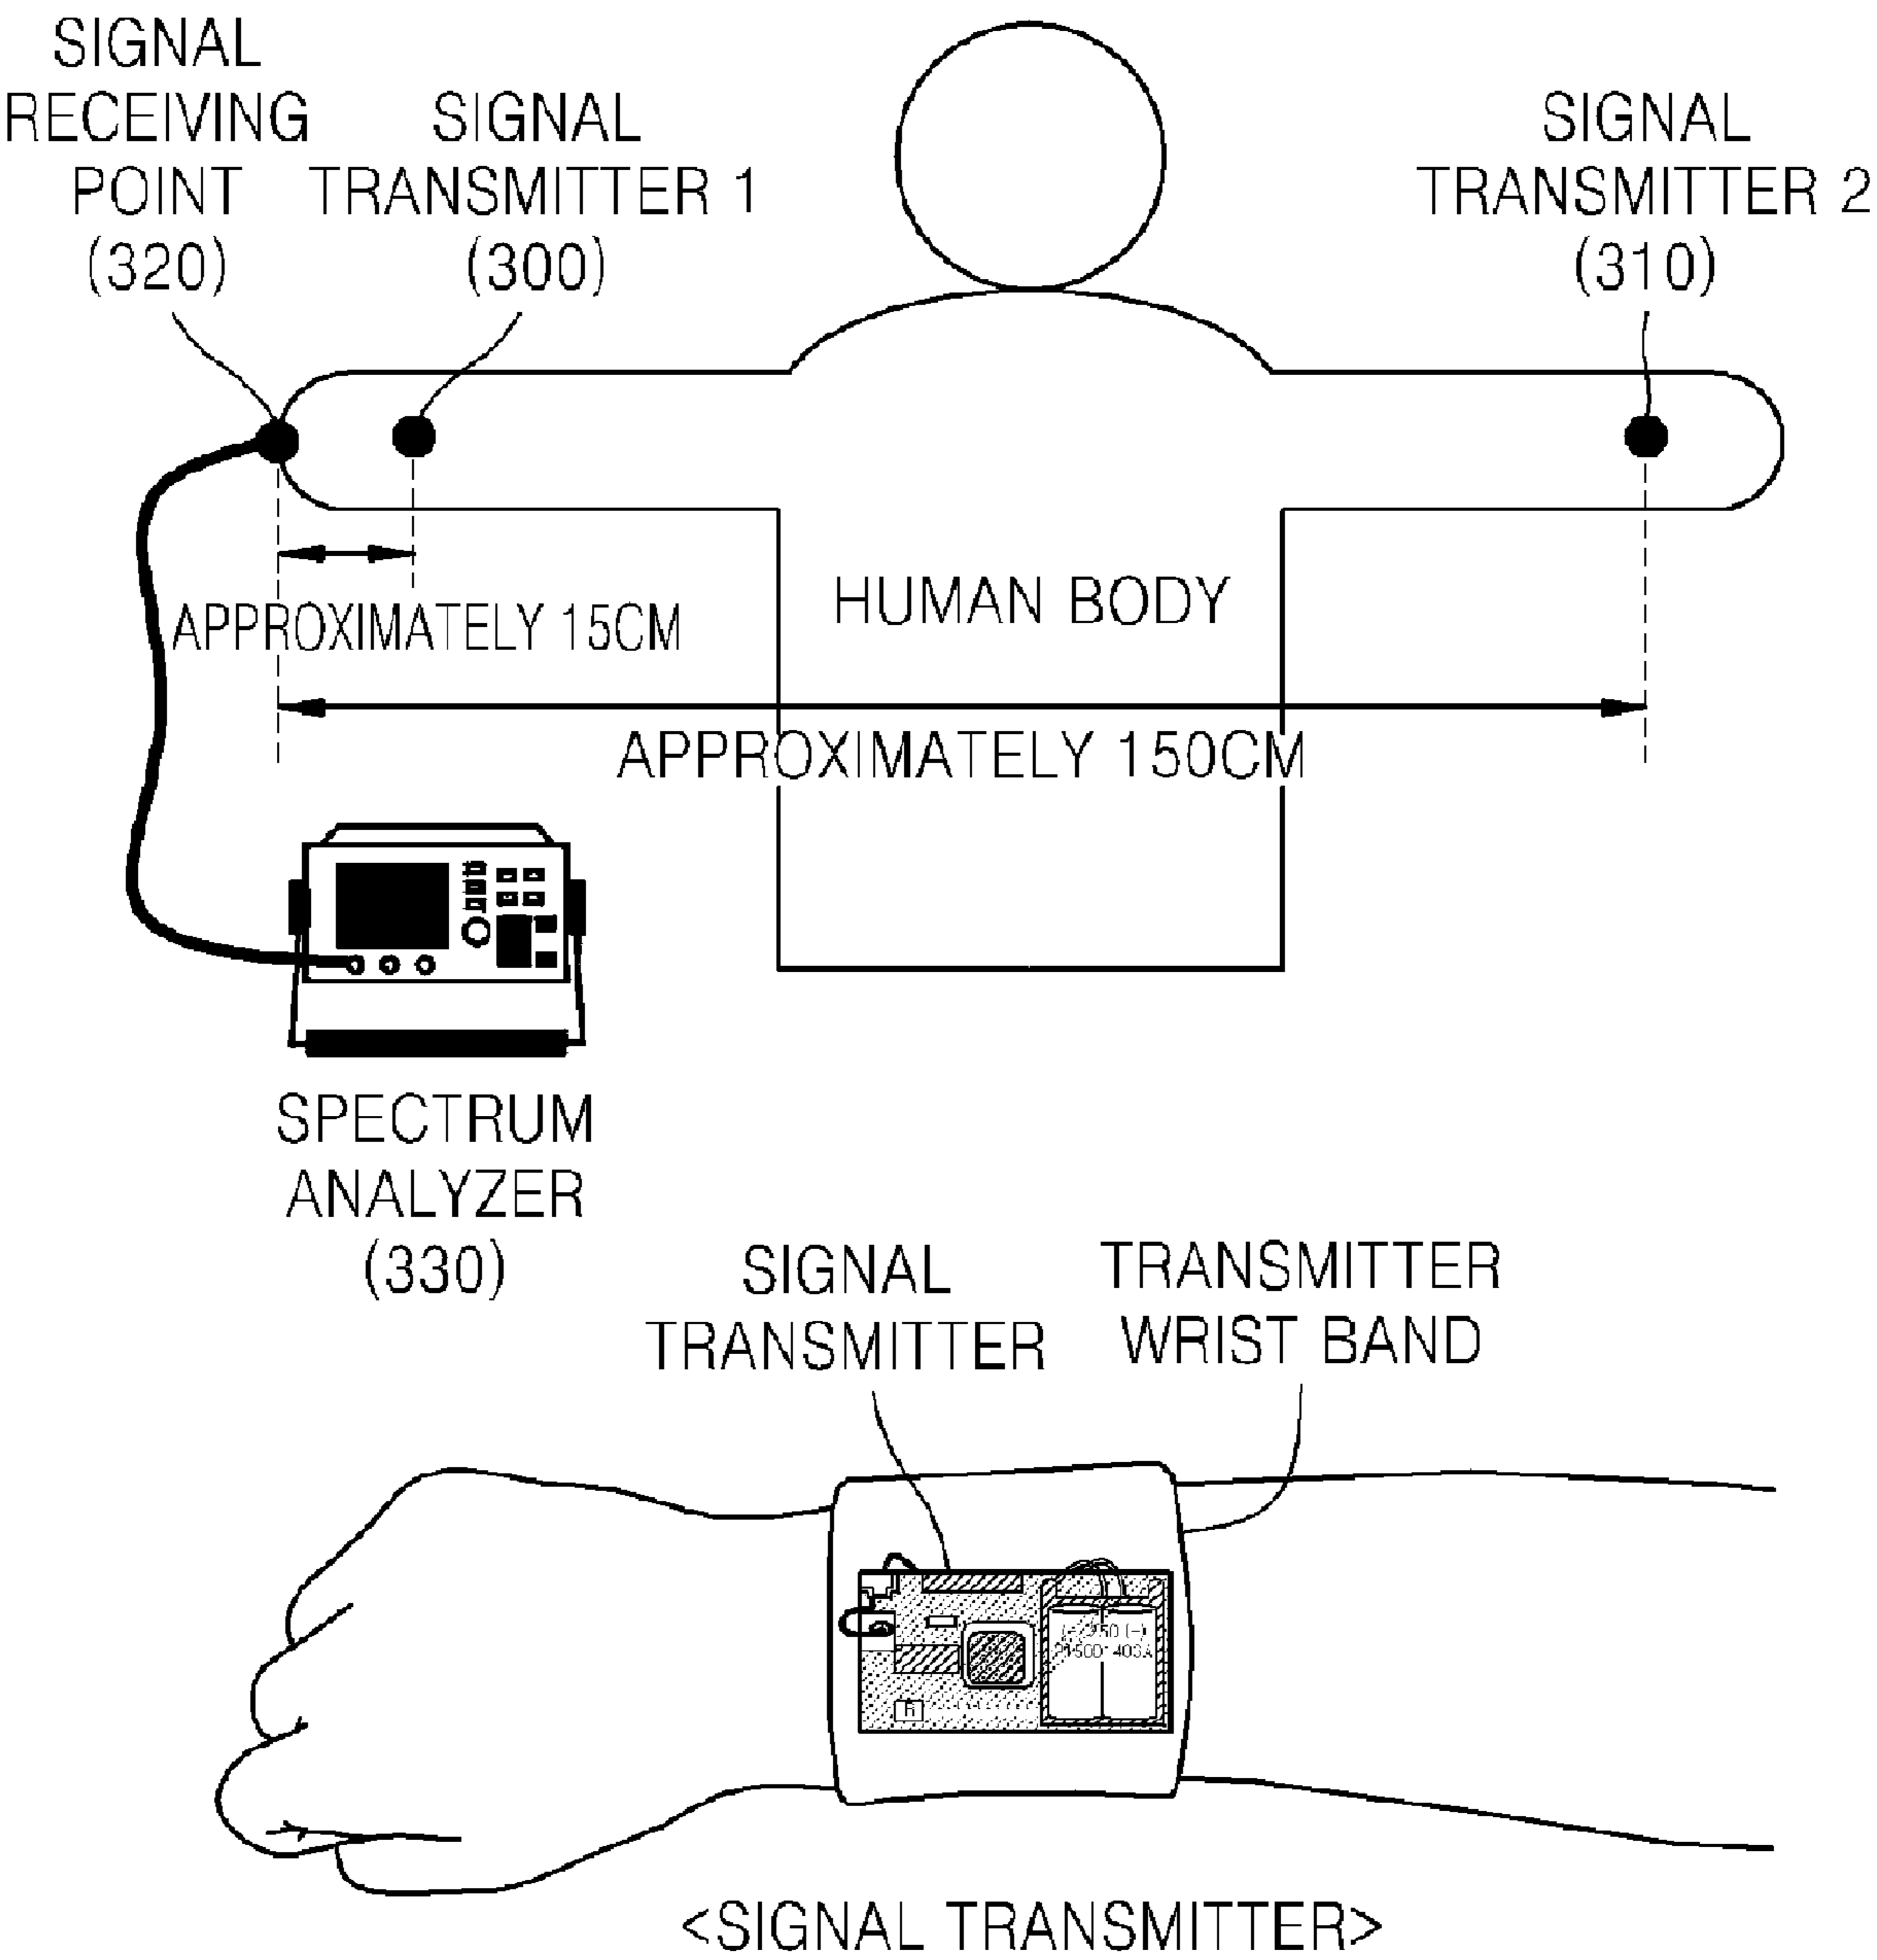 SIGNAL
RECEIVING
POINT
(320)
SIGNAL
TRANSMITTER 1
(300)
SIGNAL
TRANSMITTER 2
(310)
APPROXIMATELY 15CM
HUMAN BODY
APPROXIMATELY 150CM
SPECTRUM
ANALYZER
(330)
SIGNAL
TRANSMITTER
TRANSMITTER
WRIST BAND
<SIGNAL TRANSMITTER>